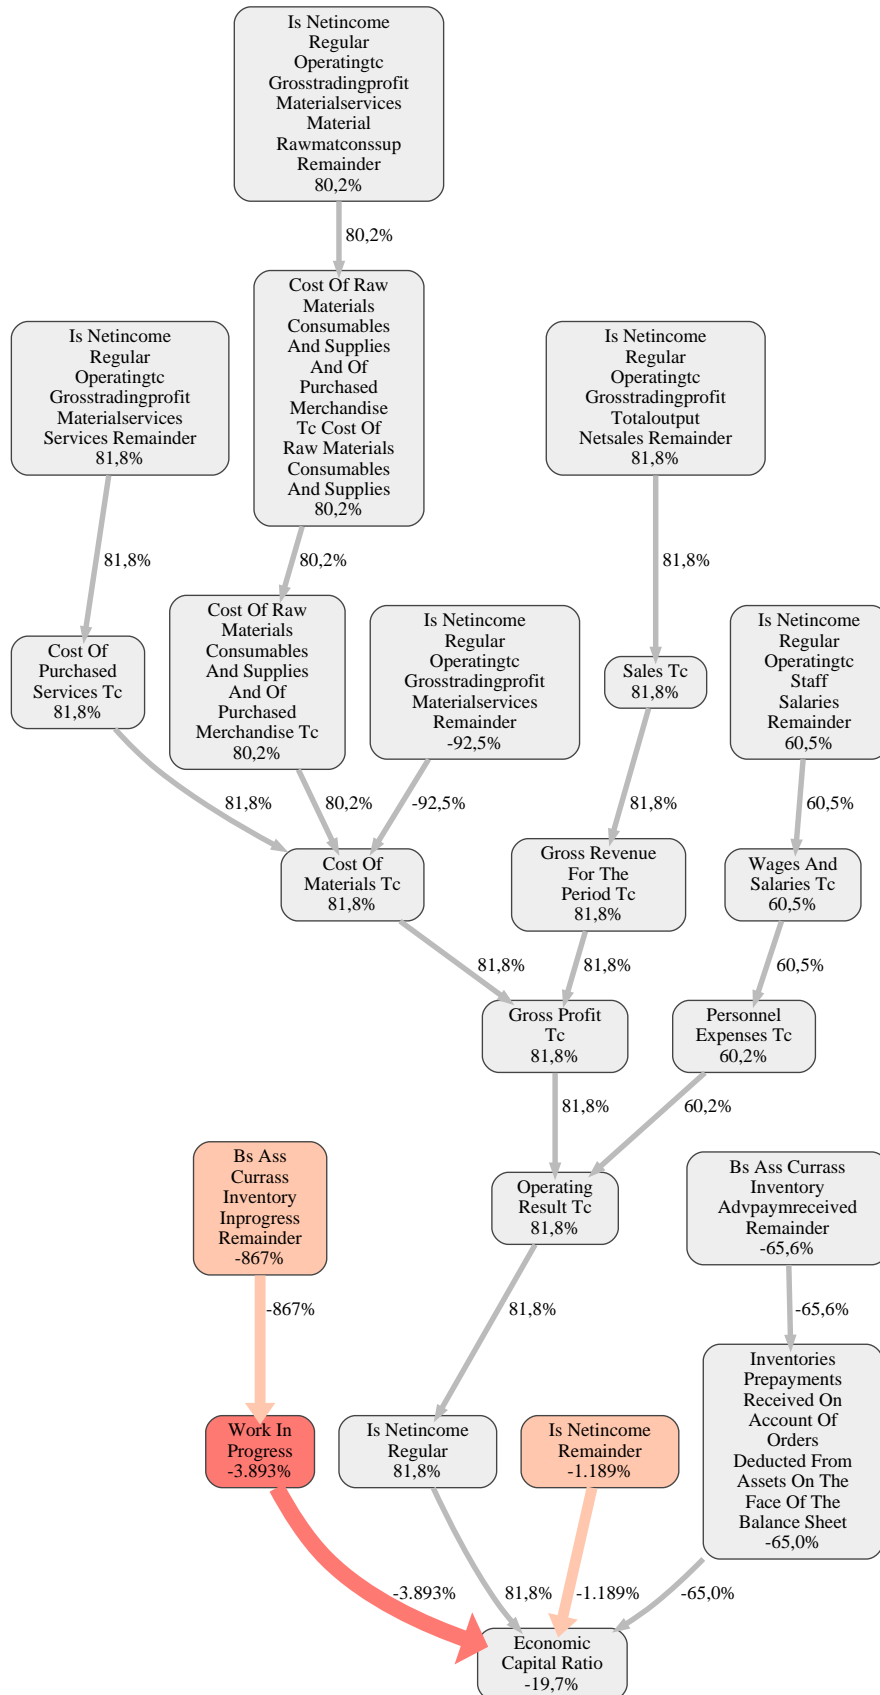 Is Netincome
Regular
Operatingtc
Grosstradingprofit
Materialservices
Material
Rawmatconssup
Remainder
80,2%
80,2%
Cost Of Raw
Materials
Consumables
And Supplies
And Of
Purchased
Merchandise
Tc Cost Of
Raw Materials
Consumables
And Supplies
80,2%
Is Netincome
Regular
Operatingtc
Grosstradingprofit
Materialservices
Services Remainder
81,8%
Is Netincome
Regular
Operatingtc
Grosstradingprofit
Totaloutput
Netsales Remainder
81,8%
81,8%
80,2%
81,8%
Cost Of
Purchased
Services Tc
81,8%
Cost Of Raw
Materials
Consumables
And Supplies
And Of
Purchased
Merchandise Tc
80,2%
Is Netincome
Regular
Operatingtc
Grosstradingprofit
Materialservices
Remainder
-92,5%
Sales Tc
81,8%
Is Netincome
Regular
Operatingtc
Staff
Salaries
Remainder
60,5%
81,8%
80,2%
-92,5%
81,8%
60,5%
Cost Of
Materials Tc
81,8%
Gross Revenue
For The
Period Tc
81,8%
Wages And
Salaries Tc
60,5%
81,8%
81,8%
60,5%
Gross Profit
Tc
81,8%
Personnel
Expenses Tc
60,2%
81,8%
60,2%
Bs Ass
Currass
Inventory
Inprogress
Remainder
-867%
Operating
Result Tc
81,8%
Bs Ass Currass
Inventory
Advpaymreceived
Remainder
-65,6%
-867%
81,8%
-65,6%
Work In
Progress
-3.893%
Is Netincome
Regular
81,8%
Is Netincome
Remainder
-1.189%
Inventories
Prepayments
Received On
Account Of
Orders
Deducted From
Assets On The
Face Of The
Balance Sheet
-65,0%
-3.893%
81,8%
-1.189%
-65,0%
Economic
Capital Ratio
-19,7%